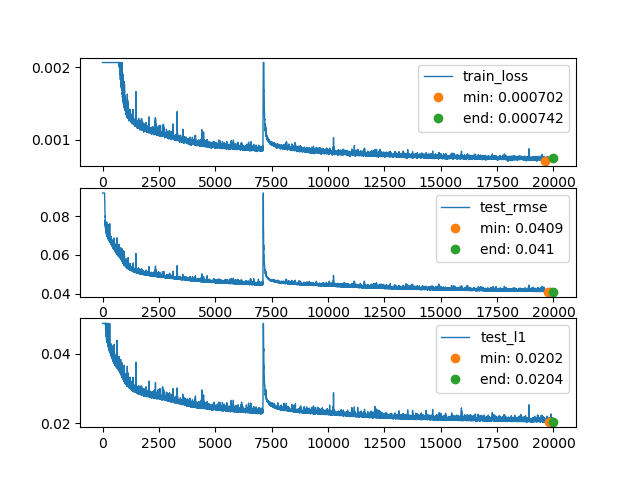 0.002
0.001
train_loss
min: 0.000702
end: 0.000742
0 2500 5000 7500 10000 12500 15000 17500 20000
0.08
0.06
0.04
test_rmse
min: 0.0409
end: 0.041
0 2500 5000 7500 10000 12500 15000 17500 20000
0.04
0.02
test_l1
min: 0.0202
end: 0.0204
0 2500 5000 7500 10000 12500 15000 17500 20000